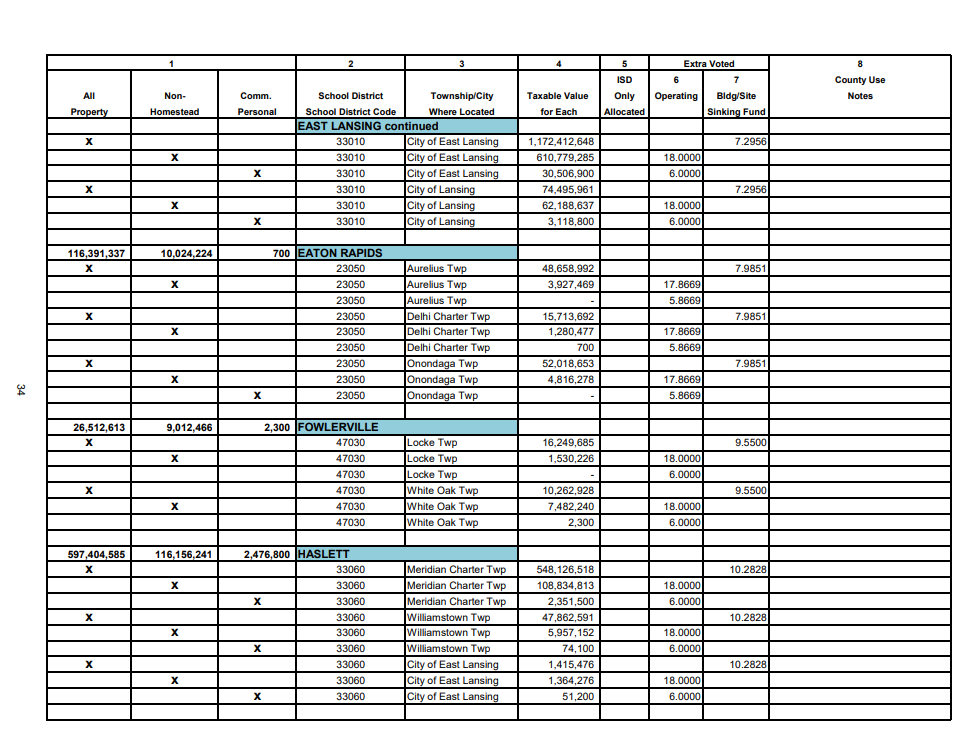 1 2 3 4 5 Extra Voted 8
ISD 6 7 County Use
All Non- Comm. School District Township/City Taxable Value Only Operating Bldg/Site Notes
Property Homestead Personal School District Code Where Located for Each Allocated Sinking Fund
EAST LANSING continued
X 33010 City of East Lansing 1,172,412,648 7.2956
X 33010 City of East Lansing 610,779,285 18.0000
X 33010 City of East Lansing 30,506,900 6.0000
X 33010 City of Lansing 74,495,961 7.2956
X 33010 City of Lansing 62,188,637 18.0000
X 33010 City of Lansing 3,118,800 6.0000
116,391,337 10,024,224 700 EATON RAPIDS
X 23050 Aurelius Twp 48,658,992 7.9851
X 23050 Aurelius Twp 3,927,469 17.8669
23050 Aurelius Twp - 5.8669
X 23050 Delhi Charter Twp 15,713,692 7.9851
X 23050 Delhi Charter Twp 1,280,477 17.8669
23050 Delhi Charter Twp 700 5.8669
X 23050 Onondaga Twp 52,018,653 7.9851
X 23050 Onondaga Twp 4,816,278 17.8669
X 23050 Onondaga Twp - 5.8669
34
26,512,613 9,012,466 2,300 FOWLERVILLE
X 47030 Locke Twp 16,249,685 9.5500
X 47030 Locke Twp 1,530,226 18.0000
47030 Locke Twp - 6.0000
X 47030 White Oak Twp 10,262,928 9.5500
X 47030 White Oak Twp 7,482,240 18.0000
47030 White Oak Twp 2,300 6.0000
597,404,585 116,156,241 2,476,800 HASLETT
X 33060 Meridian Charter Twp 548,126,518 10.2828
X 33060 Meridian Charter Twp 108,834,813 18.0000
X 33060 Meridian Charter Twp 2,351,500 6.0000
X 33060 Williamstown Twp 47,862,591 10.2828
X 33060 Williamstown Twp 5,957,152 18.0000
X 33060 Williamstown Twp 74,100 6.0000
X 33060 City of East Lansing 1,415,476 10.2828
X 33060 City of East Lansing 1,364,276 18.0000
X 33060 City of East Lansing 51,200 6.0000